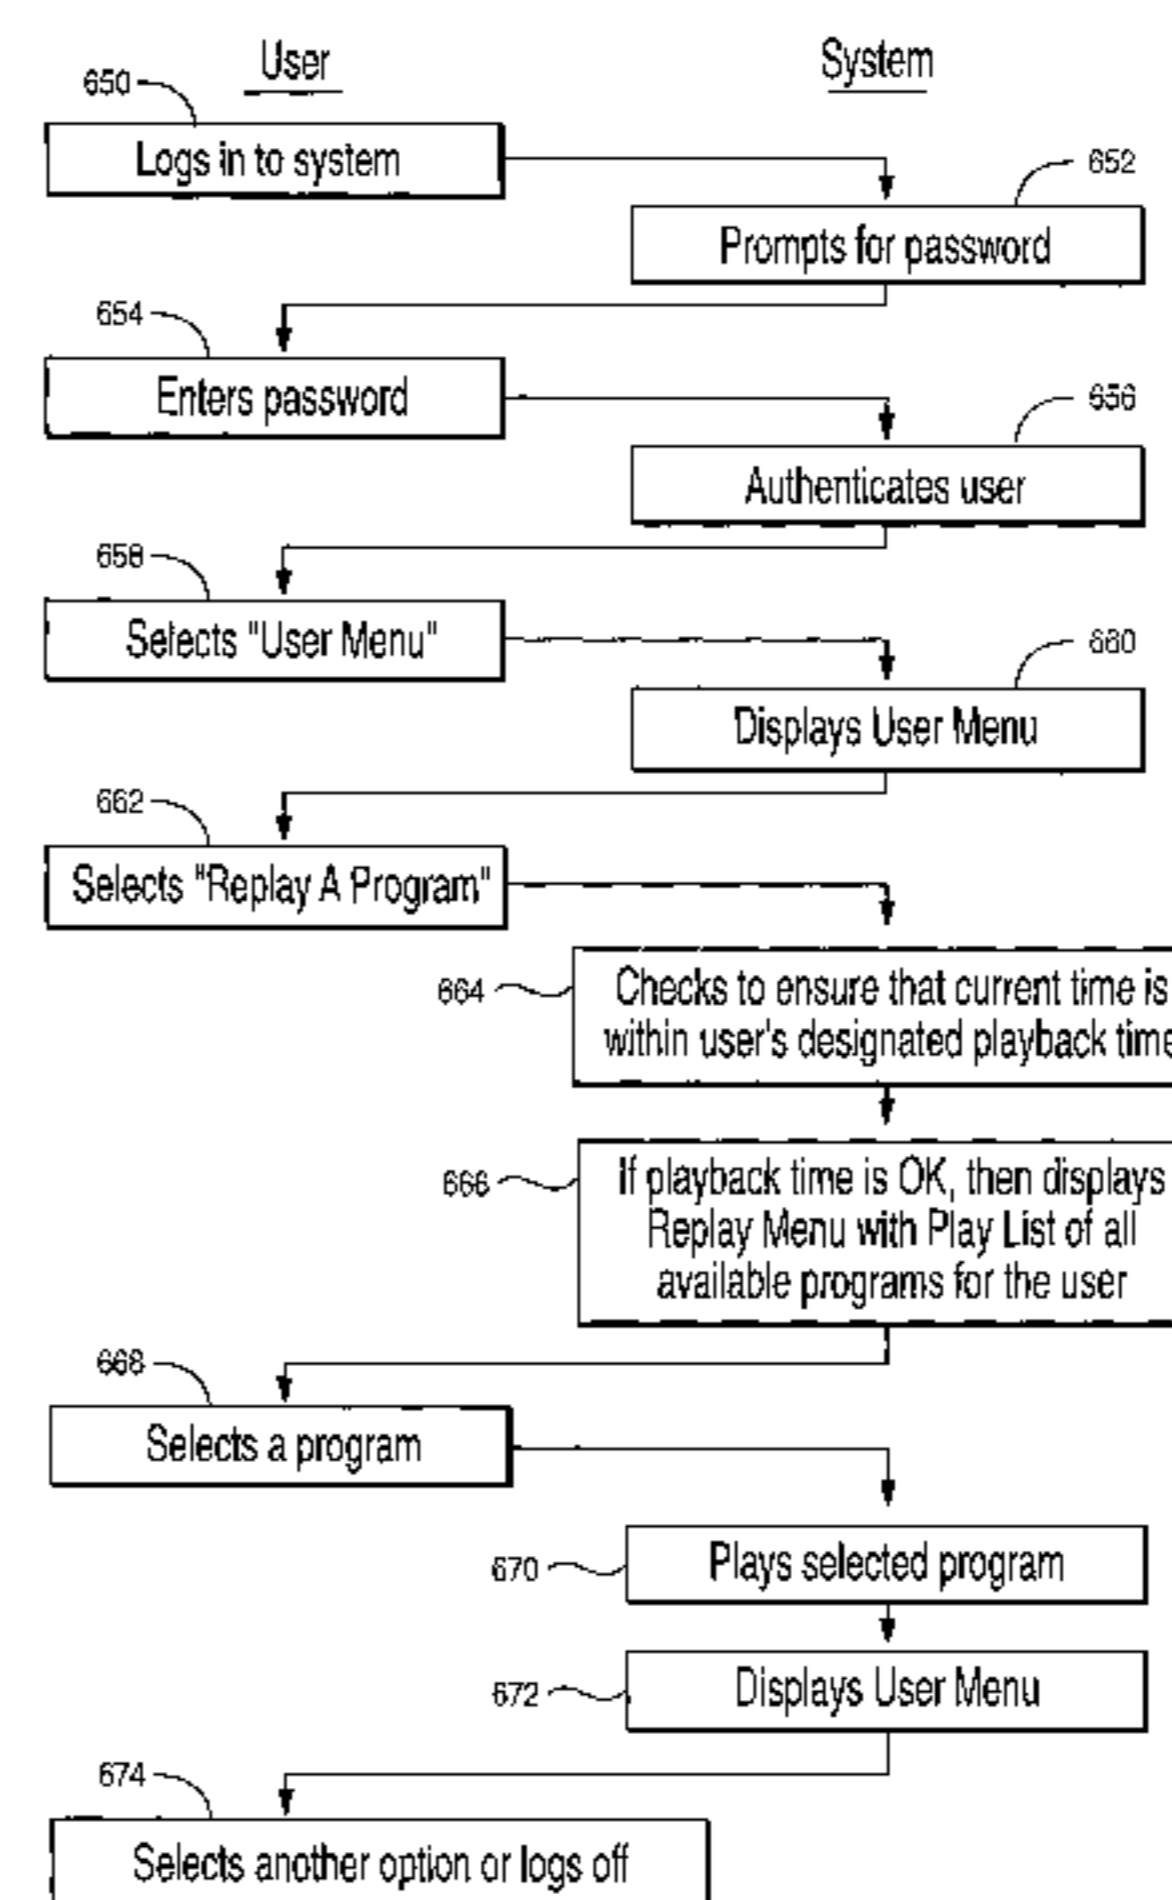 User
System
650
Logs in to system
652
Prompts for password
654
Enters password
656
Authenticates user
658
Selects "User Menu"
660
Displays User Menu
662
Selects "Replay A Program"
664
Checks to ensure that current time is
within user's designated playback time
666
If playback time is OK, then displays
Replay Menu with Play List of all
available programs for the user
668
Selects a program
670
Plays selected program
672
Displays User Menu
674
Selects another option or logs off